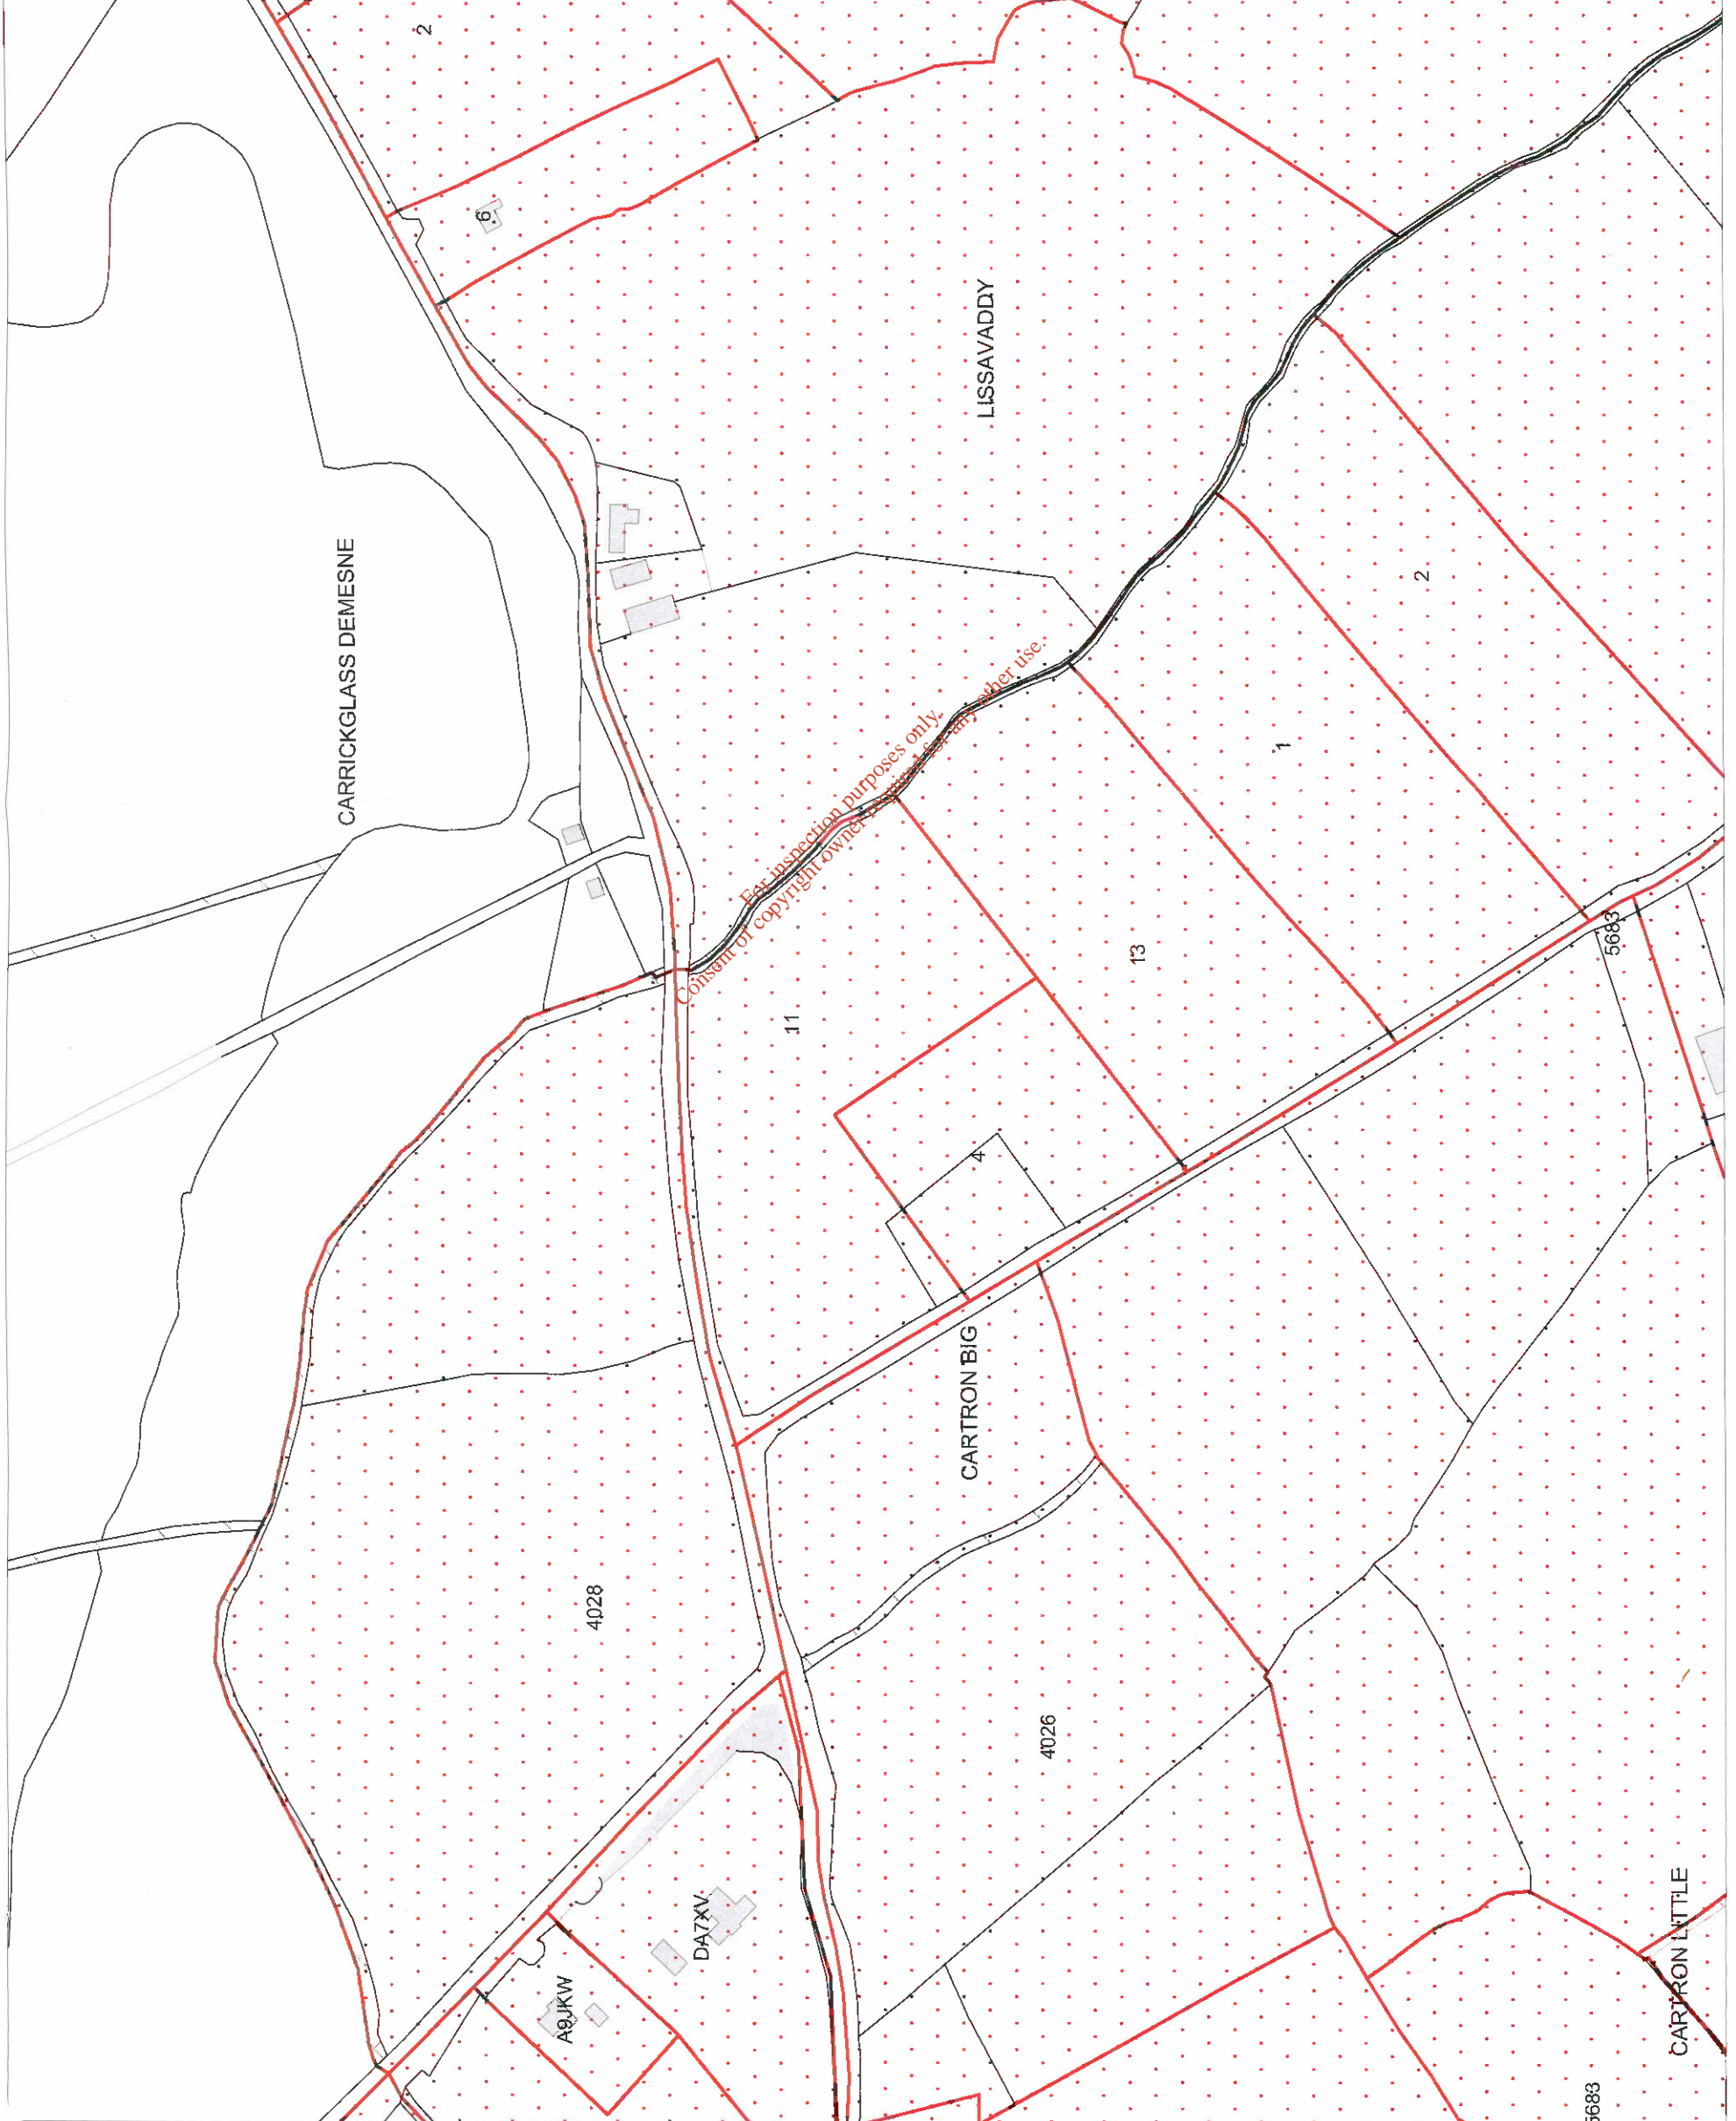 2
6
CARRICKGLASS DEMESNE
LISSAVADDY
2
1
For inspection purposes only.
Consent of copyright owner required for any other use.
13
11
5683
4
CARTRON BIG
4028
4026
DA7XV
A9JKW
CARTRON LITTLE
5683